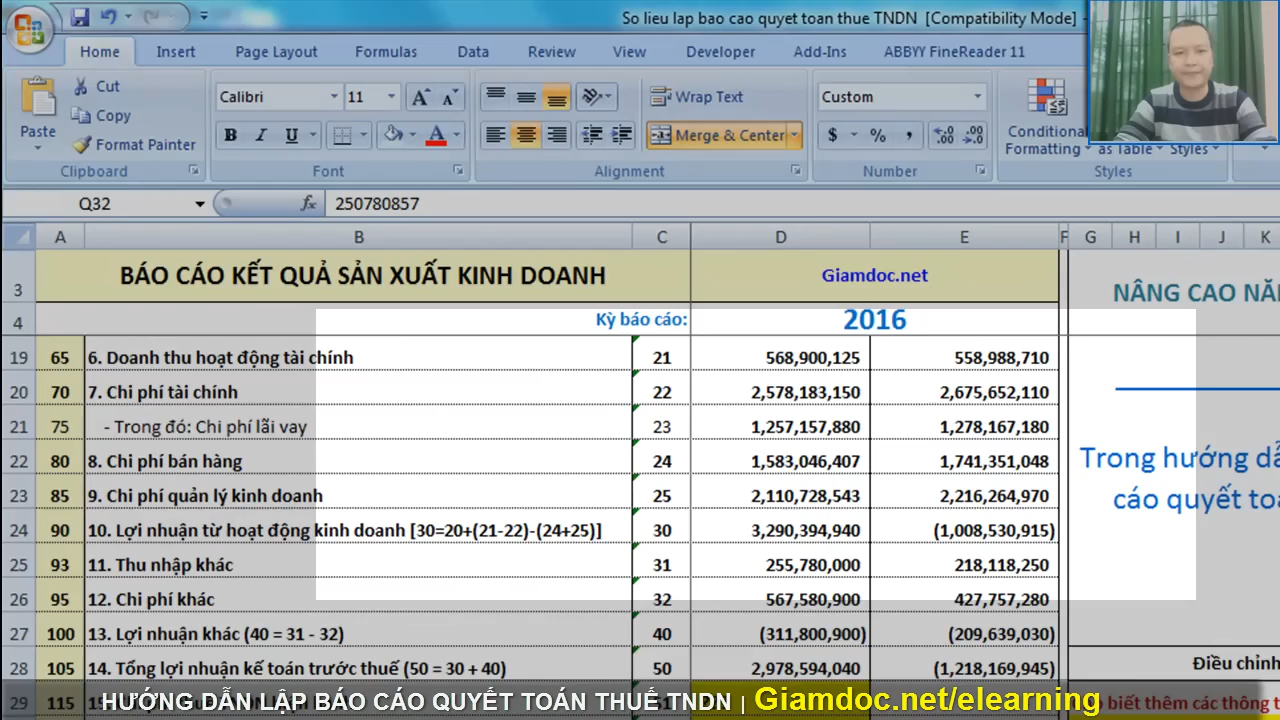 So lieu lap bao cao quyet toan thue TNDN [Compatibility Mode] -
Home Insert Page Layout Formulas Data Review View Developer Add-Ins ABBYY FineReader 11
Paste Cut Copy Format Painter
Calibri 11
B I U A
Wrap Text
Merge & Center
Custom
$ % ,
Conditional Formatting as Table Styles
Clipboard Font Alignment Number Styles
Q32 fx 250780857
A B C D E F G H I J K
3 BÁO CÁO KẾT QUẢ SẢN XUẤT KINH DOANH Giamdoc.net
NÂNG CAO
4 Kỳ báo cáo: 2016
19 65 6. Doanh thu hoạt động tài chính 21 568,900,125 558,988,710
20 70 7. Chi phí tài chính 22 2,578,183,150 2,675,652,110
21 75 - Trong đó: Chi phí lãi vay 23 1,257,157,880 1,278,167,180
22 80 8. Chi phí bán hàng 24 1,583,046,407 1,741,351,048
Trong hướng
23 85 9. Chi phí quản lý kinh doanh 25 2,110,728,543 2,216,264,970
cáo quyết
24 90 10. Lợi nhuận từ hoạt động kinh doanh [30=20+(21-22)-(24+25)] 30 3,290,394,940 (1,008,530,915)
25 93 11. Thu nhập khác 31 255,780,000 218,118,250
26 95 12. Chi phí khác 32 567,580,900 427,757,280
27 100 13. Lợi nhuận khác (40 = 31 - 32) 40 (311,800,900) (209,639,030)
28 105 14. Tổng lợi nhuận kế toán trước thuế (50 = 30 + 40) 50 2,978,594,040 (1,218,169,945)
Điều chỉnh
29 115
biết thêm các thông
HƯỚNG DẪN LẬP BÁO CÁO QUYẾT TOÁN THUẾ TNDN | Giamdoc.net/elearning